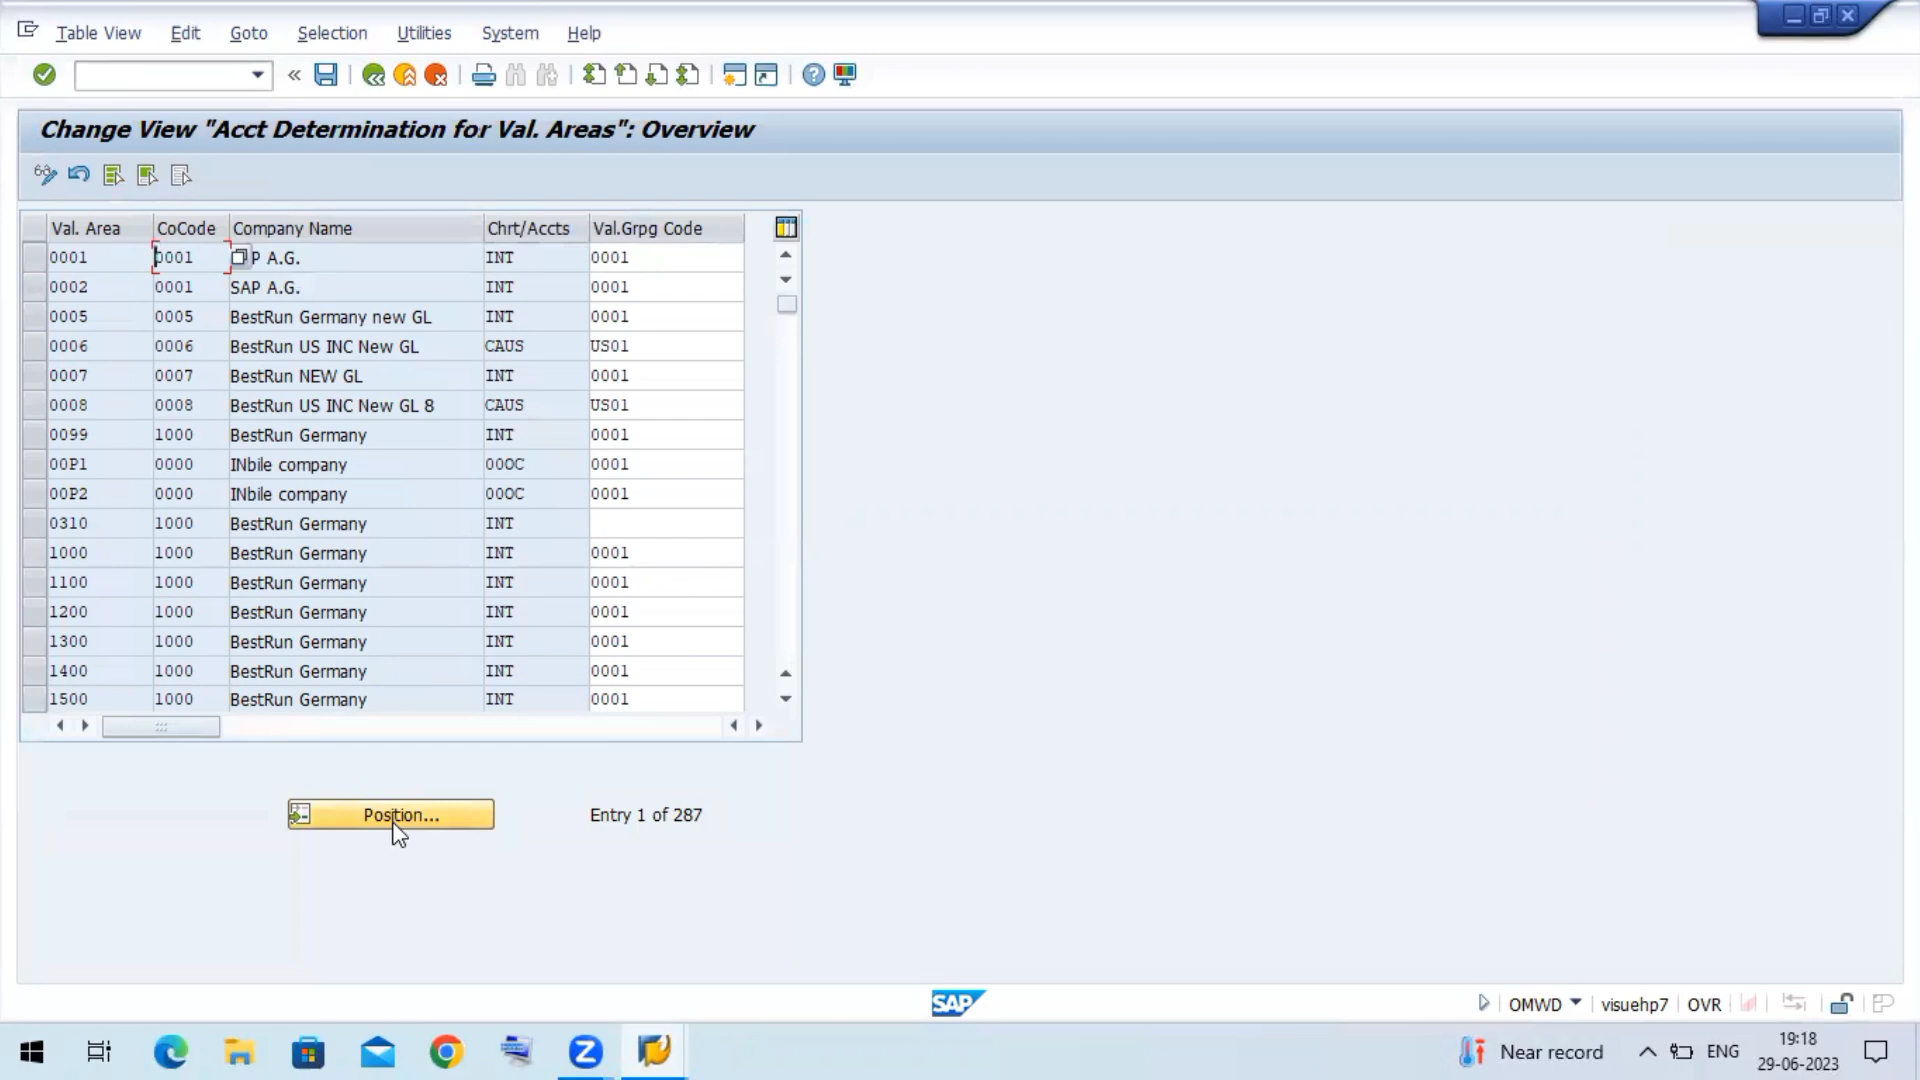 Table View Edit Goto Selection Utilities System Help
Change View "Acct Determination for Val. Areas": Overview
Val. Area CoCode Company Name Chrt/Accts Val.Grpg Code
0001 0001 P A.G. INT 0001
0002 0001 SAP A.G. INT 0001
0005 0005 BestRun Germany new GL INT 0001
0006 0006 BestRun US INC New GL CAUS US01
0007 0007 BestRun NEW GL INT 0001
0008 0008 BestRun US INC New GL 8 CAUS US01
0099 1000 BestRun Germany INT 0001
00P1 0000 INbile company 00OC 0001
00P2 0000 INbile company 00OC 0001
0310 1000 BestRun Germany INT
1000 1000 BestRun Germany INT 0001
1100 1000 BestRun Germany INT 0001
1200 1000 BestRun Germany INT 0001
1300 1000 BestRun Germany INT 0001
1400 1000 BestRun Germany INT 0001
1500 1000 BestRun Germany INT 0001
Position... Entry 1 of 287
SAP OMWD visuehp7 OVR
Near record ENG 19:18
29-06-2023